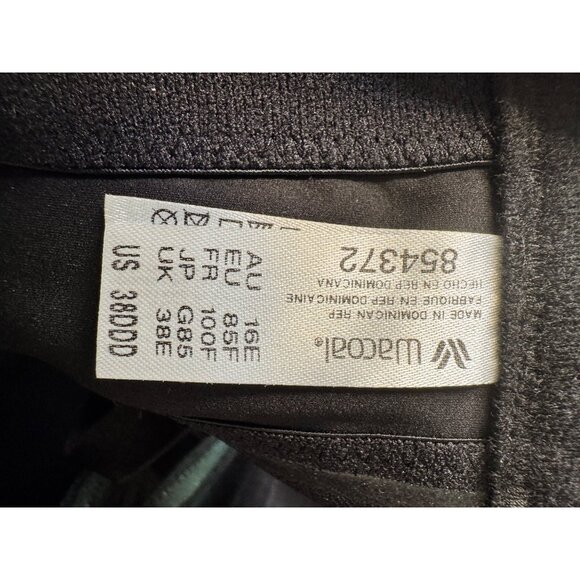 Wacoal®
MADE IN DOMINICAN REP
FABRIQUE EN REP DOMINICAINE
HECHO EN REP DOMINICANA
854372
AU 16E
EU 85F
FR 100F
JP G85
UK 38E
US 38DDD